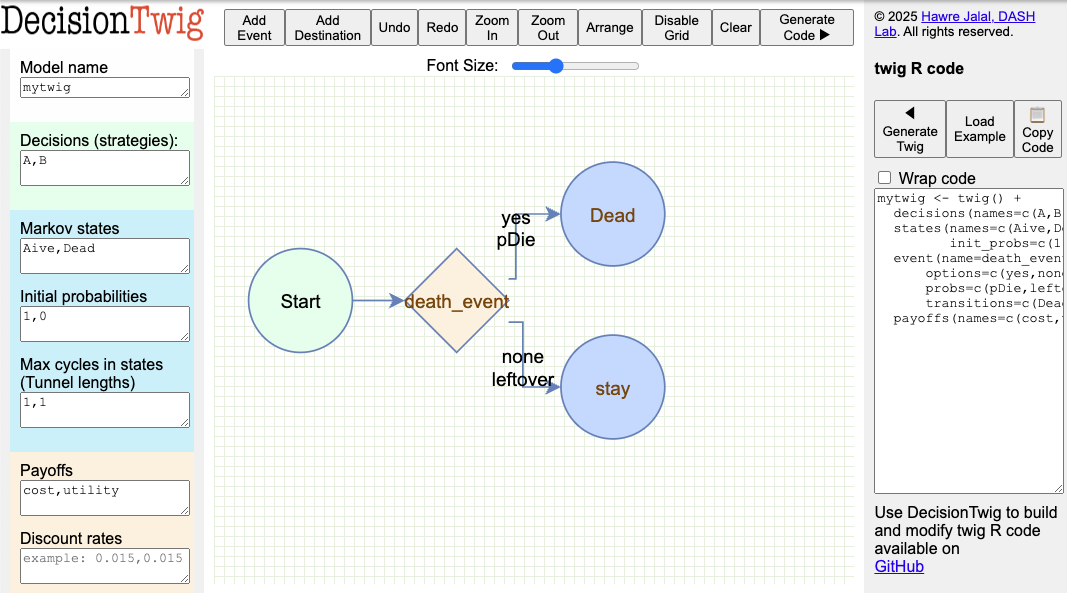 DecisionTwig
Add
Event
Add
Destination
Undo
Redo
Zoom
In
Zoom
Out
Arrange
Disable
Grid
Clear
Generate
Code ▶
Font Size:
Model name
mytwig
Decisions (strategies):
A,B
Markov states
Aive,Dead
Initial probabilities
1,0
Max cycles in states
(Tunnel lengths)
1,1
Payoffs
cost,utility
Discount rates
example: 0.015,0.015
Start
death_event
yes
pDie
Dead
none
leftover
stay
© 2025 Hawre Jalal, DASH
Lab. All rights reserved.
twig R code
◀
Generate
Twig
Load
Example
📋
Copy
Code
Wrap code
mytwig <- twig() +
decisions(names=c(A,B
states(names=c(Aive,De
init_probs=c(1
event(name=death_even
options=c(yes,none
probs=c(pDie,lefto
transitions=c(Dea
payoffs(names=c(cost,
Use DecisionTwig to build
and modify twig R code
available on
GitHub